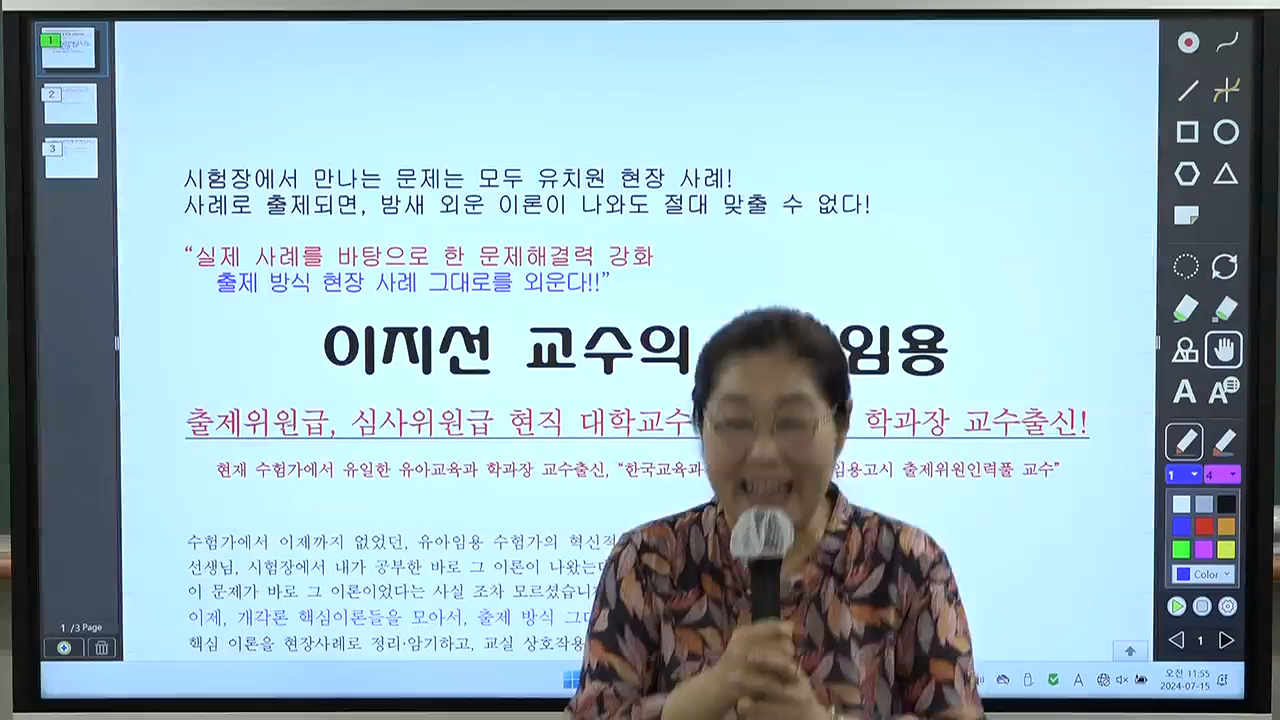 1
2
3
시험장에서 만나는 문제는 모두 유치원 현장 사례!
사례로 출제되면, 밤새 외운 이론이 나와도 절대 맞출 수 없다!
“실제 사례를 바탕으로 한 문제해결력 강화
출제 방식 현장 사례 그대로를 외운다!!”
이지선 교수의 임용
출제위원급, 심사위원급 현직 대학교수 학과장 교수출신!
현재 수험가에서 유일한 유아교육과 학과장 교수출신, “한국교육과 임용고시 출제위원인력풀 교수”
수험가에서 이제까지 없었던, 유아임용 수험가의 혁신적
선생님, 시험장에서 내가 공부한 바로 그 이론이 나왔는데
이 문제가 바로 그 이론이었다는 사실 조차 모르셨습니
이제, 개각론 핵심이론들을 모아서, 출제 방식 그대
핵심 이론을 현장사례로 정리·암기하고, 교실 상호작용
1 /3 Page
A
A
1
4
Color
1
A
오전 11:55
2024-07-15